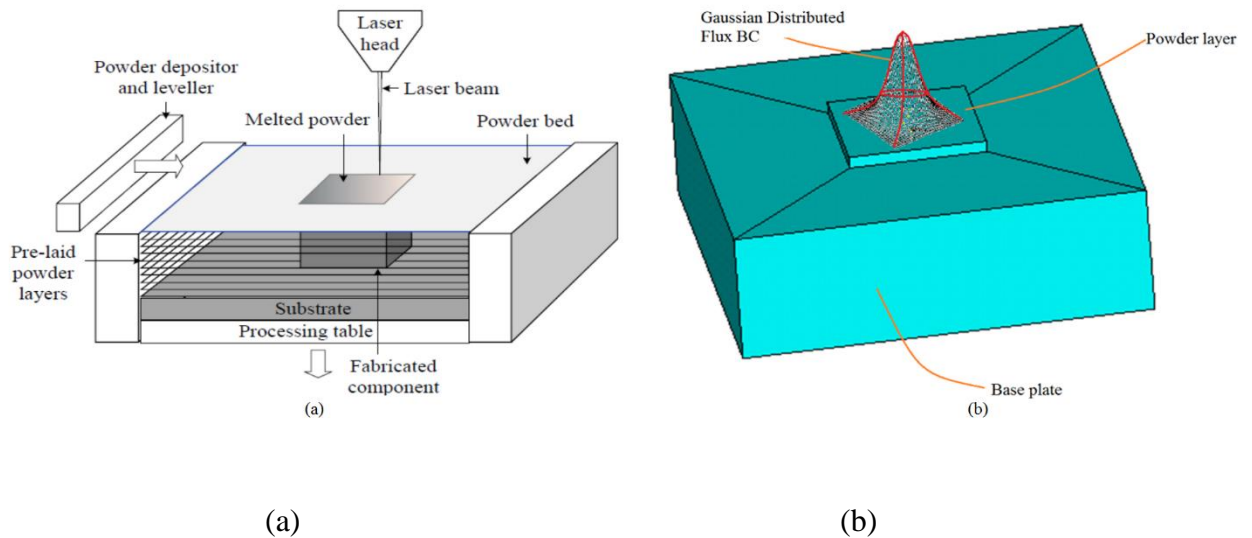 Laser
head
Powder depositor
and leveller
Laser beam
Melted powder
Powder bed
Pre-laid
powder
layers
Substrate
Processing table
Fabricated
component
(a)
Gaussian Distributed
Flux BC
Powder layer
Base plate
(b)
(a)
(b)